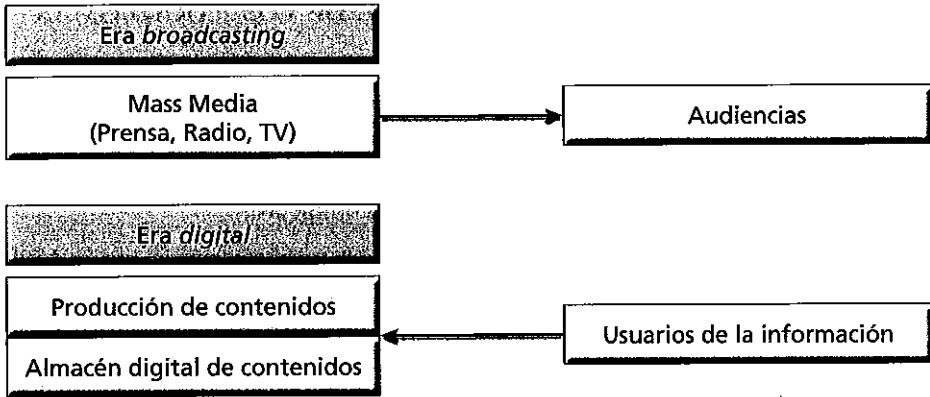 Era broadcasting
Mass Media
(Prensa, Radio, TV)
Audiencias
Era digital
Producción de contenidos
Almacén digital de contenidos
Usuarios de la información